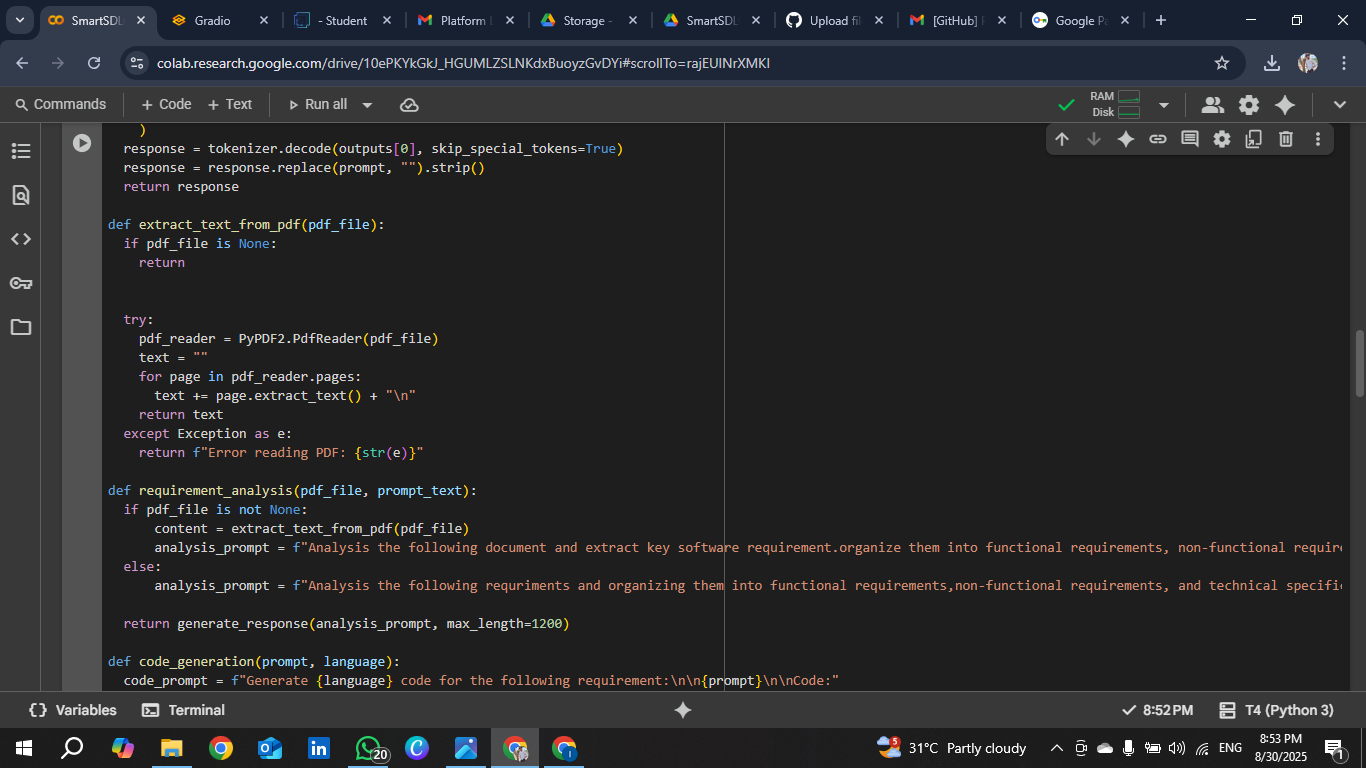 SmartSDL
Gradio
- Student
Platform
Storage -
SmartSDL
Upload fil
[GitHub]
Google Pa
colab.research.google.com/drive/10ePKYkGkJ_HGUMLZSLNKdxBuoyzGvDYi#scrollTo=rajEUlNrXMKl
Commands
+ Code
+ Text
Run all
RAM
Disk
)
response = tokenizer.decode(outputs[0], skip_special_tokens=True)
response = response.replace(prompt, "").strip()
return response
def extract_text_from_pdf(pdf_file):
if pdf_file is None:
return
try:
pdf_reader = PyPDF2.PdfReader(pdf_file)
text = ""
for page in pdf_reader.pages:
text += page.extract_text() + "\n"
return text
except Exception as e:
return f"Error reading PDF: {str(e)}"
def requirement_analysis(pdf_file, prompt_text):
if pdf_file is not None:
content = extract_text_from_pdf(pdf_file)
analysis_prompt = f"Analysis the following document and extract key software requirement.organize them into functional requirements, non-functional require
else:
analysis_prompt = f"Analysis the following requriments and organizing them into functional requirements,non-functional requirements, and technical specific
return generate_response(analysis_prompt, max_length=1200)
def code_generation(prompt, language):
code_prompt = f"Generate {language} code for the following requirement:\n\n{prompt}\n\nCode:"
Variables
Terminal
8:52 PM
T4 (Python 3)
20
5
31°C Partly cloudy
ENG
8:53 PM
8/30/2025
1